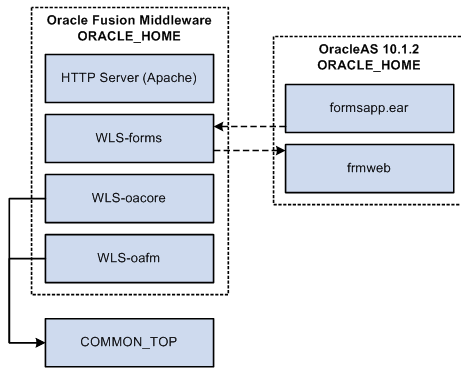 Oracle Fusion Middleware
ORACLE_HOME
HTTP Server (Apache)
WLS-forms
WLS-oacore
WLS-oafm
COMMON_TOP
OracleAS 10.1.2
ORACLE_HOME
formsapp.ear
frmweb